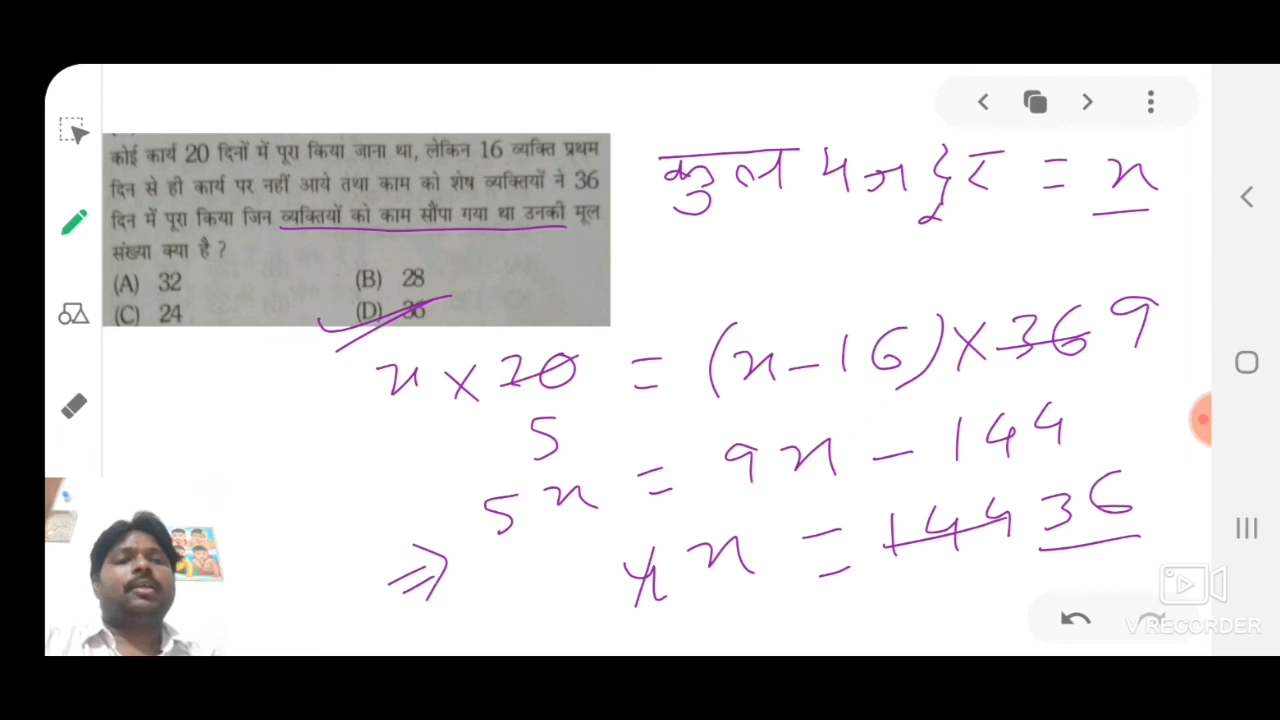 कोई कार्य 20 दिनों में पूरा किया जाना था, लेकिन 16 व्यक्ति प्रथम
दिन से ही कार्य पर नहीं आये तथा काम को शेष व्यक्तियों ने 36
दिन में पूरा किया जिन व्यक्तियों को काम सौंपा गया था उनकी मूल
संख्या क्या है ?
(A) 32 (B) 28
(C) 24 (D) 36
कुल मजदूर = x
x × 20 = (x - 16) × 36 9
5
5x = 9x - 144
⇒ 4x = 144 36
V RECORDER